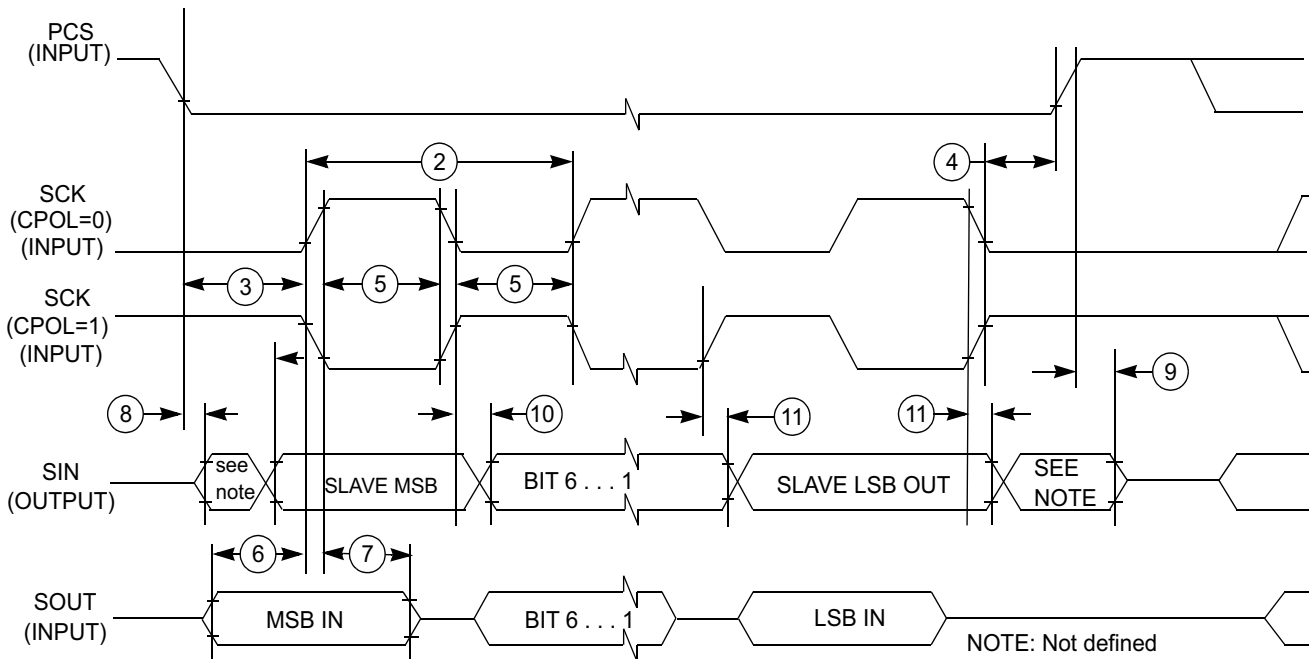 PCS
(INPUT)
2
4
SCK
(CPOL=0)
(INPUT)
3
5
5
SCK
(CPOL=1)
(INPUT)
9
8
10
11
11
SIN
(OUTPUT)
see
note
SLAVE MSB
BIT 6 . . . 1
SLAVE LSB OUT
SEE
NOTE
6
7
SOUT
(INPUT)
MSB IN
BIT 6 . . . 1
LSB IN
NOTE: Not defined